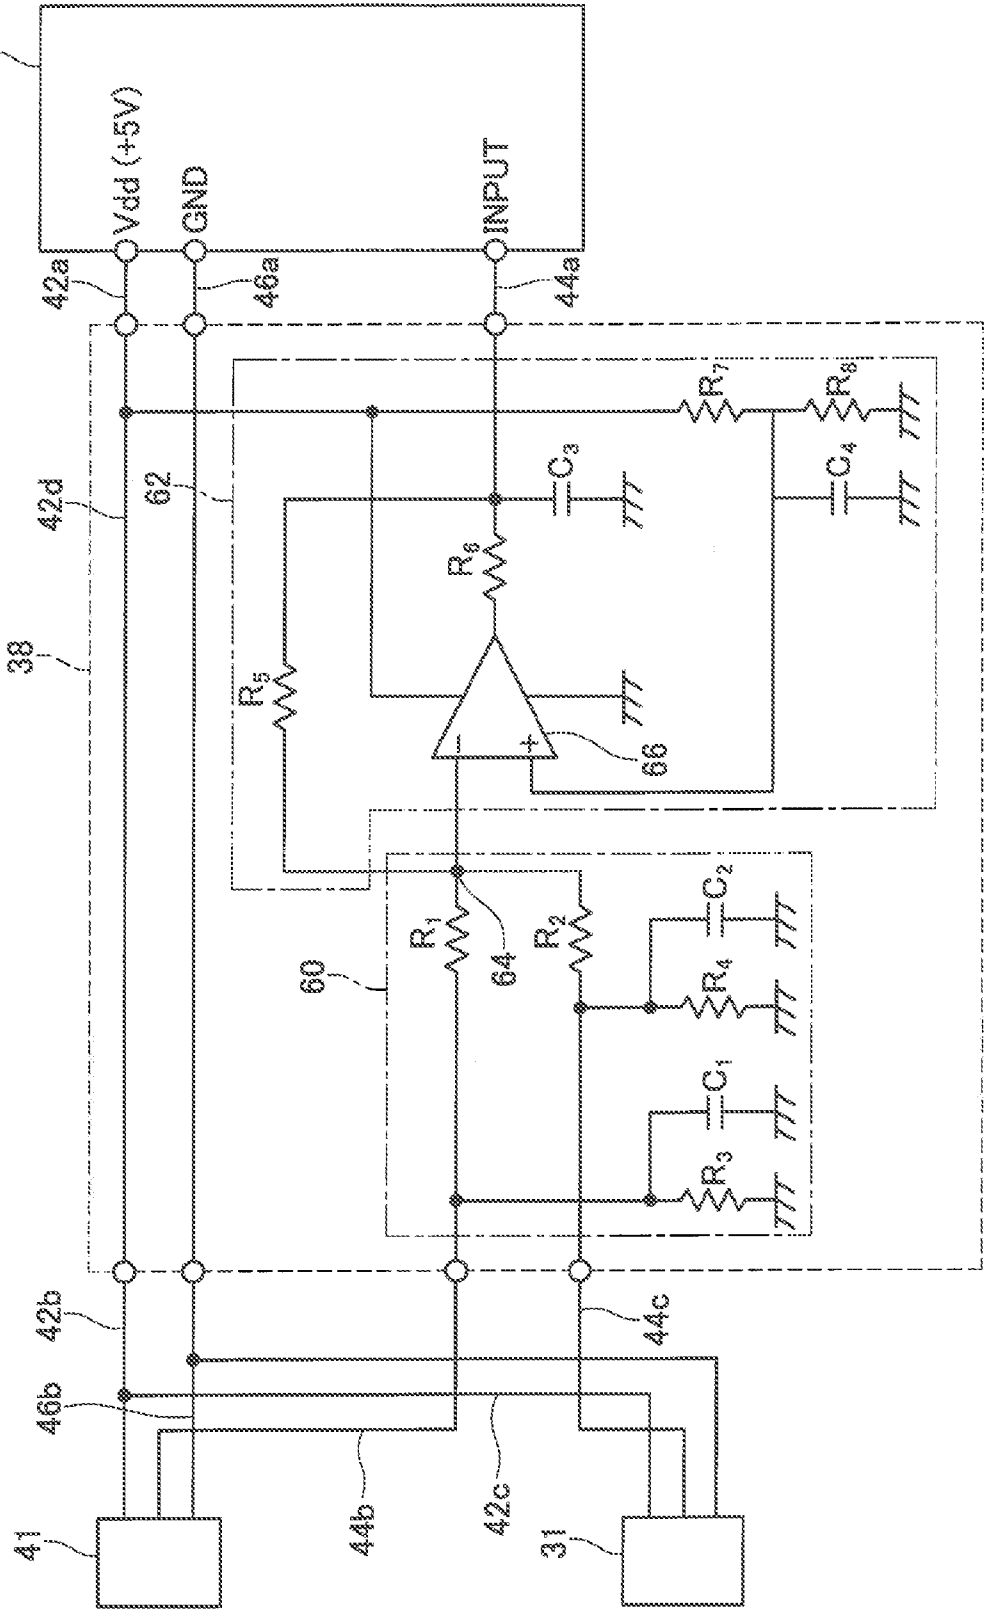 Vdd (+5V)
GND
INPUT
42a
46a
44a
42d
62
38
R7
R8
C3
C4
R6
R5
66
−
+
60
64
R1
R2
C2
R4
C1
R3
42b
46b
44c
44b
42c
41
31